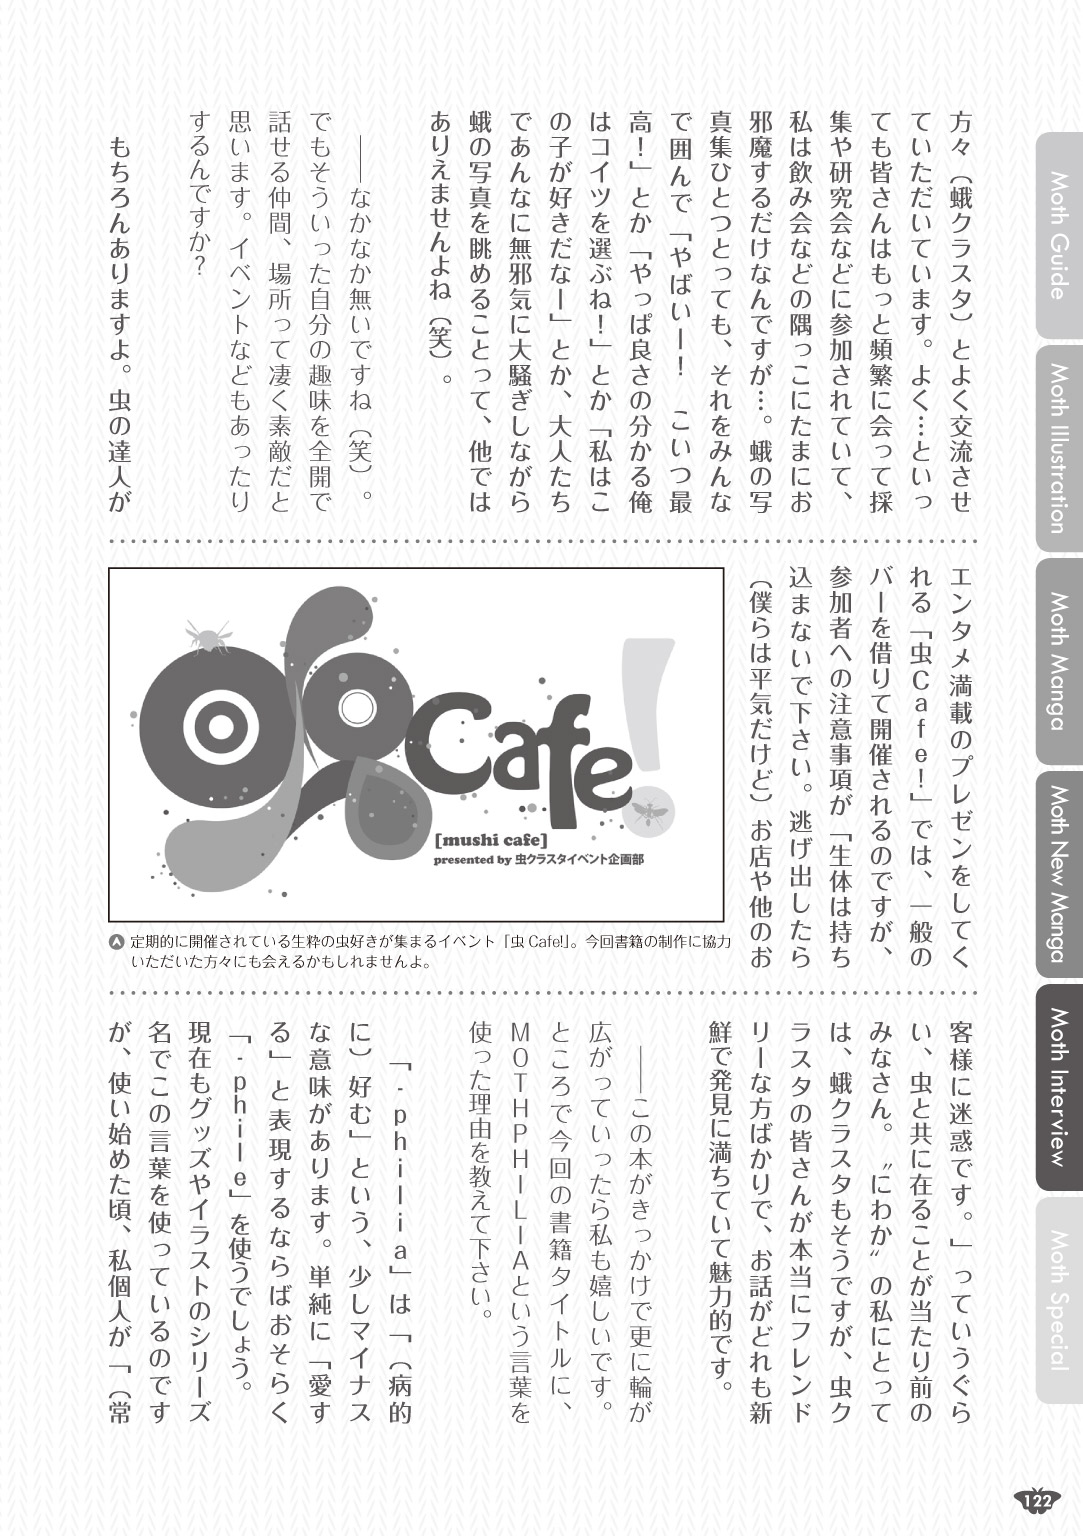 方々（蛾クラスタ）とよく交流させ
ていただいています。よく…といっ
ても皆さんはもっと頻繁に会って採
集や研究会などに参加されていて、
私は飲み会などの隅っこにたまにお
邪魔するだけなんですが…。蛾の写
真集ひとつとっても、それをみんな
で囲んで「やばいー！　こいつ最
高！」とか「やっぱ良さの分かる俺
はコイツを選ぶね！」とか「私はこ
の子が好きだなー」とか、大人たち
であんなに無邪気に大騒ぎしながら
蛾の写真を眺めることって、他では
ありえませんよね（笑）。
――なかなか無いですね（笑）。
でもそういった自分の趣味を全開で
話せる仲間、場所って凄く素敵だと
思います。イベントなどもあったり
するんですか？
もちろんありますよ。虫の達人が
エンタメ満載のプレゼンをしてく
れる「虫Cafe！」では、一般の
バーを借りて開催されるのですが、
参加者への注意事項が「生体は持ち
込まないで下さい。逃げ出したら
（僕らは平気だけど）お店や他のお
虫Cafe!
[mushi cafe]
presented by 虫クラスタイベント企画部
定期的に開催されている生粋の虫好きが集まるイベント「虫Cafe!」。今回書籍の制作に協力
いただいた方々にも会えるかもしれませんよ。
客様に迷惑です。」っていうぐら
い、虫と共に在ることが当たり前の
みなさん。〝にわか〟の私にとって
は、蛾クラスタもそうですが、虫ク
ラスタの皆さんが本当にフレンド
リーな方ばかりで、お話がどれも新
鮮で発見に満ちていて魅力的です。
――この本がきっかけで更に輪が
広がっていったら私も嬉しいです。
ところで今回の書籍タイトルに、
MOTHPHILIAという言葉を
使った理由を教えて下さい。
「-philia」は「（病的
に）好む」という、少しマイナス
な意味があります。単純に「愛す
る」と表現するならばおそらく
「-phile」を使うでしょう。
現在もグッズやイラストのシリーズ
名でこの言葉を使っているのです
が、使い始めた頃、私個人が「（常
Moth Guide
Moth Illustration
Moth Manga
Moth New Manga
Moth Interview
Moth Special
122